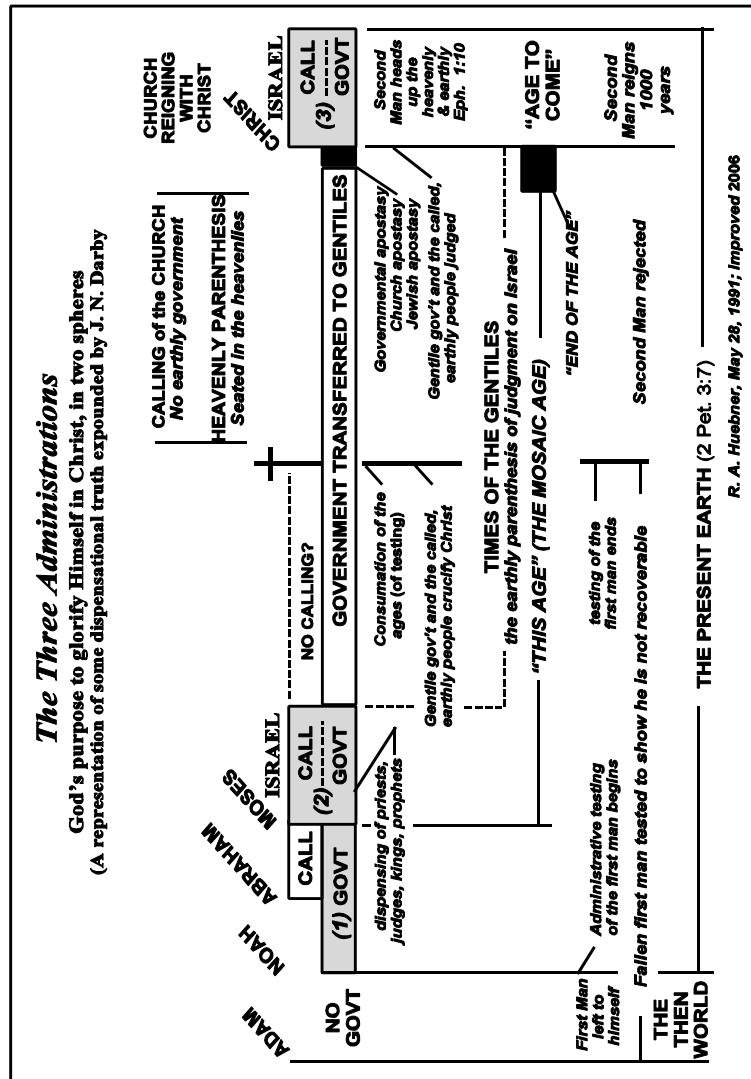 The Three Administrations
God's purpose to glorify Himself in Christ, in two spheres
(A representation of some dispensational truth expounded by J. N. Darby
ADAM
NOAH
ABRAHAM
MOSES
ISRAEL
CHRIST
ISRAEL
CALLING of the CHURCH
No earthly government
HEAVENLY PARENTHESIS
Seated in the heavenlies
CHURCH
REIGNING
WITH
CHRIST
NO
GOVT
CALL
(1) GOVT
CALL
(2)
GOVT
NO CALLING?
GOVERNMENT TRANSFERRED TO GENTILES
CALL
(3)
GOVT
dispensing of priests,
judges, kings, prophets
Consumation of the
ages (of testing)
Gentile gov't and the called,
earthly people crucify Christ
Governmental apostasy
Church apostasy
Jewish apostasy
Gentile gov't and the called,
earthly people judged
Second
Man heads
up the
heavenly
& earthly
Eph. 1:10
TIMES OF THE GENTILES
the earthly parenthesis of judgment on Israel
"THIS AGE" (THE MOSAIC AGE)
"END OF THE AGE"
"AGE TO
COME"
First Man
left to
himself
Administrative testing
of the first man begins
testing of the
first man ends
Second Man rejected
Second
Man reigns
1000
years
Fallen first man tested to show he is not recoverable
THE
THEN
WORLD
THE PRESENT EARTH (2 Pet. 3:7)
R. A. Huebner, May 28, 1991; Improved 2006